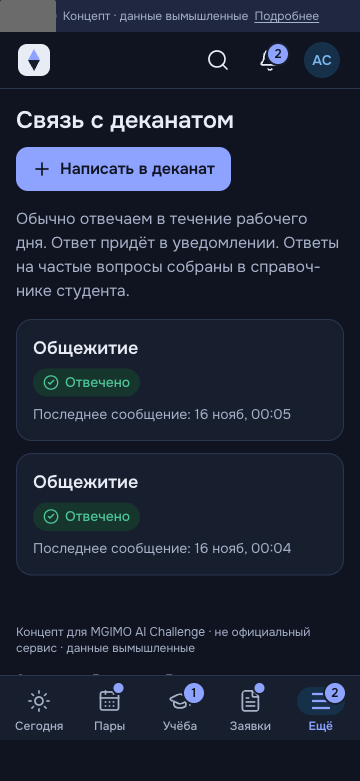 Концепт · данные вымышленные Подробнее
2
АС
Связь с деканатом
Написать в деканат
Обычно отвечаем в течение рабочего
дня. Ответ придёт в уведомлении. Ответы
на частые вопросы собраны в справоч-
нике студента.
Общежитие
Отвечено
Последнее сообщение: 16 нояб, 00:05
Общежитие
Отвечено
Последнее сообщение: 16 нояб, 00:04
Концепт для MGIMO AI Challenge · не официальный
сервис · данные вымышленные
1
2
Сегодня Пары Учёба Заявки Ещё